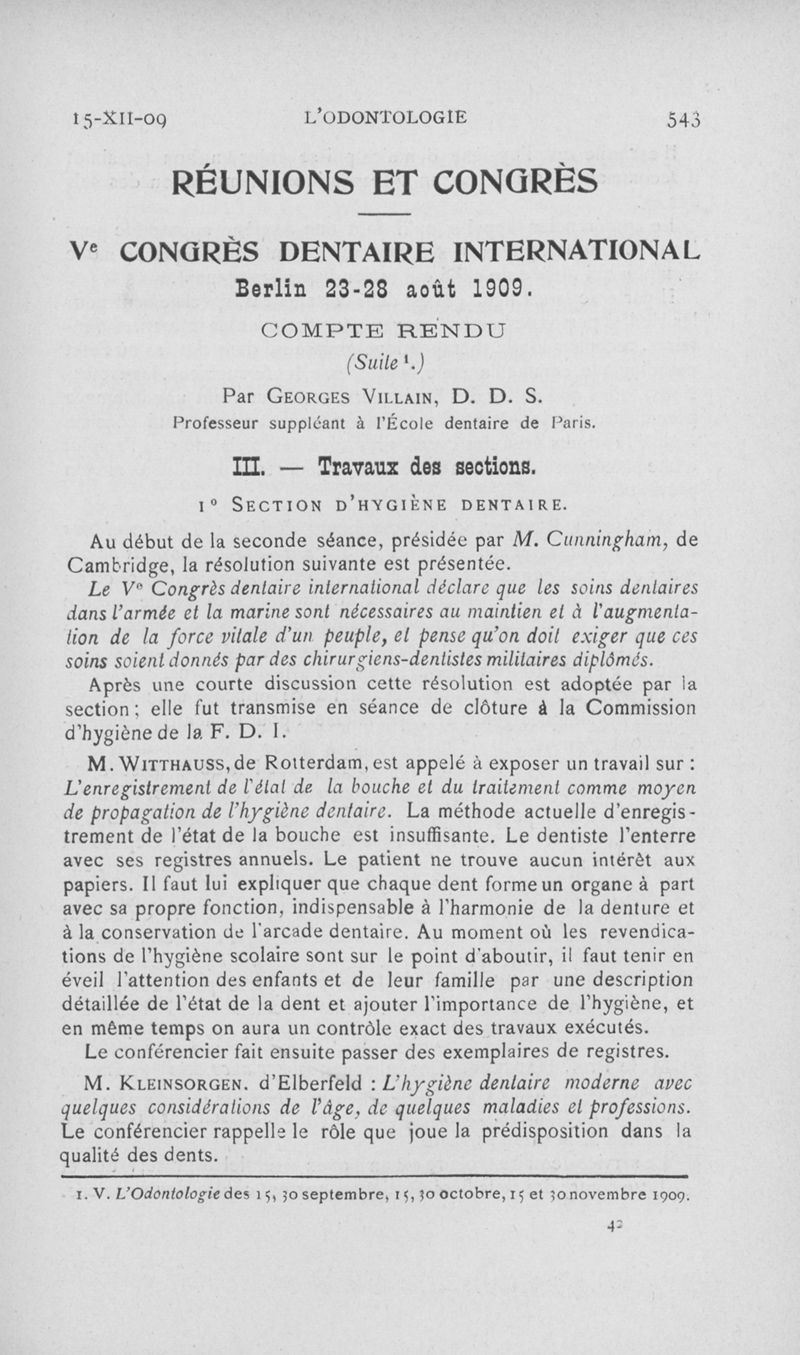 15-XII-09 L'ODONTOLOGIE 543
RÉUNIONS ET CONGRÈS
Ve CONGRÈS DENTAIRE INTERNATIONAL
Berlin 23-28 août 1909.
COMPTE RENDU
(Suite 1.)
Par GEORGES VILLAIN, D. D. S.
Professeur suppléant à l'École dentaire de Paris.
III. — Travaux des sections.
1° SECTION D'HYGIÈNE DENTAIRE.
Au début de la seconde séance, présidée par M. Cunningham, de
Cambridge, la résolution suivante est présentée.
Le Ve Congrès dentaire international déclare que les soins dentaires
dans l'armée et la marine sont nécessaires au maintien et à l'augmenta-
tion de la force vitale d'un peuple, et pense qu'on doit exiger que ces
soins soient donnés par des chirurgiens-dentistes militaires diplômés.
Après une courte discussion cette résolution est adoptée par la
section; elle fut transmise en séance de clôture à la Commission
d'hygiène de la F. D. I.
M. WITTHAUSS, de Rotterdam, est appelé à exposer un travail sur :
L'enregistrement de l'état de la bouche et du traitement comme moyen
de propagation de l'hygiène dentaire. La méthode actuelle d'enregis-
trement de l'état de la bouche est insuffisante. Le dentiste l'enterre
avec ses registres annuels. Le patient ne trouve aucun intérêt aux
papiers. Il faut lui expliquer que chaque dent forme un organe à part
avec sa propre fonction, indispensable à l'harmonie de la denture et
à la conservation de l'arcade dentaire. Au moment où les revendica-
tions de l'hygiène scolaire sont sur le point d'aboutir, il faut tenir en
éveil l'attention des enfants et de leur famille par une description
détaillée de l'état de la dent et ajouter l'importance de l'hygiène, et
en même temps on aura un contrôle exact des travaux exécutés.
Le conférencier fait ensuite passer des exemplaires de registres.
M. KLEINSORGEN. d'Elberfeld : L'hygiène dentaire moderne avec
quelques considérations de l'âge, de quelques maladies et professions.
Le conférencier rappelle le rôle que joue la prédisposition dans la
qualité des dents.
1. V. L'Odontologie des 15, 30 septembre, 15, 30 octobre, 15 et 30 novembre 1909.
42